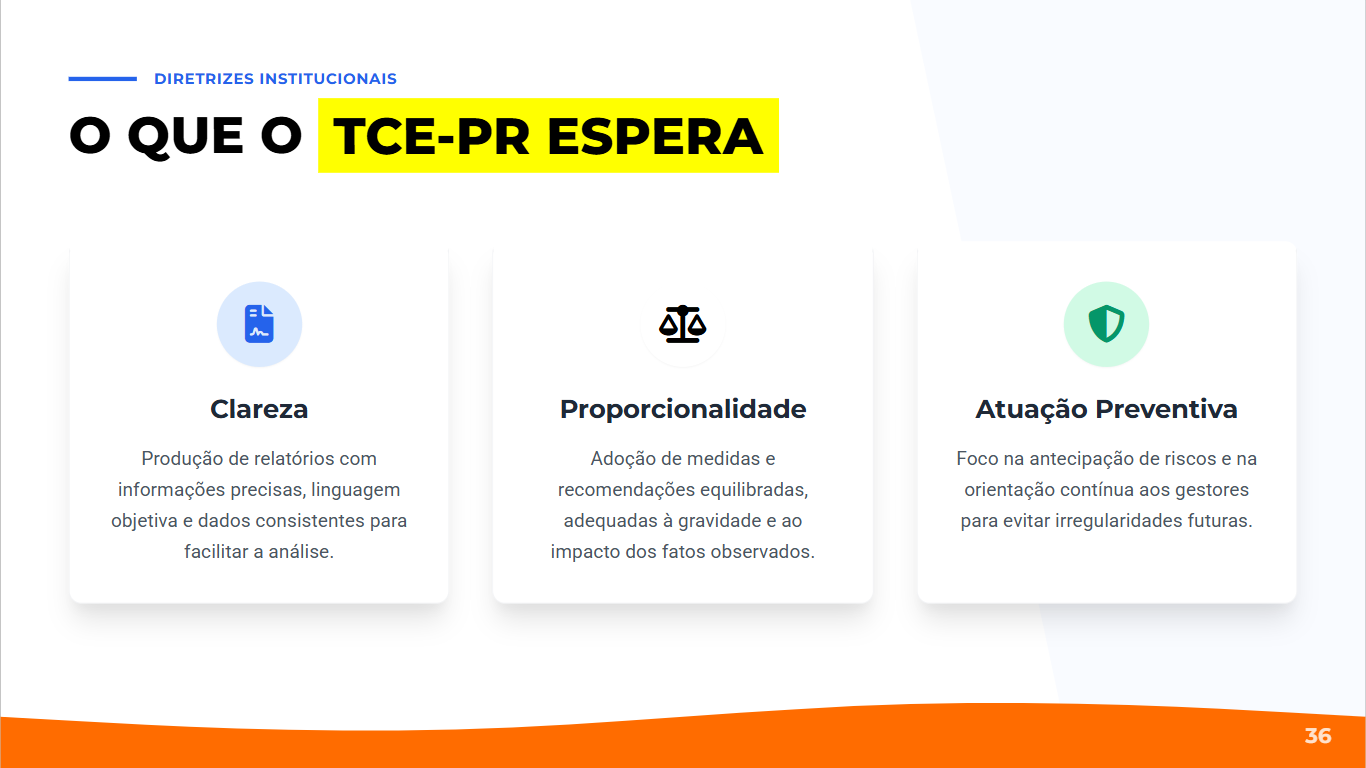 DIRETRIZES INSTITUCIONAIS
O QUE O TCE-PR ESPERA
Clareza
Produção de relatórios com
informações precisas, linguagem
objetiva e dados consistentes para
facilitar a análise.
Proporcionalidade
Adoção de medidas e
recomendações equilibradas,
adequadas à gravidade e ao
impacto dos fatos observados.
Atuação Preventiva
Foco na antecipação de riscos e na
orientação contínua aos gestores
para evitar irregularidades futuras.
36